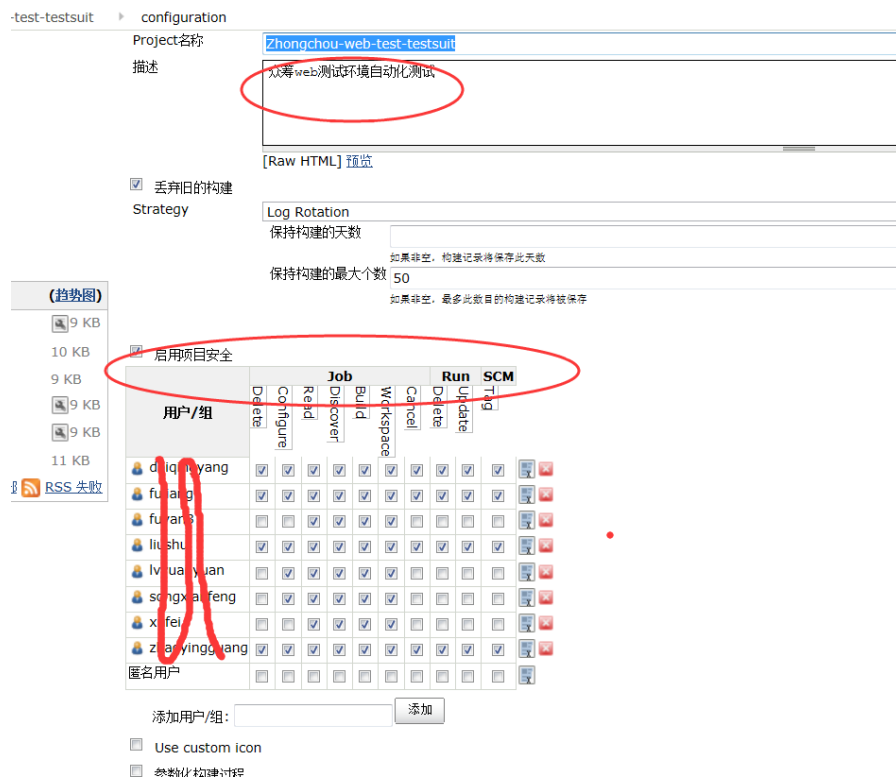 -test-testsuit configuration
Project名称 Zhongchou-web-test-testsuit
描述 众筹web测试环境自动化测试
[Raw HTML] 预览
丢弃旧的构建
Strategy Log Rotation
保持构建的天数
如果非空，构建记录将保存此天数
保持构建的最大个数 50
如果非空，最多此数目的构建记录将被保存
(趋势图)
9 KB
10 KB
9 KB
9 KB
9 KB
11 KB
RSS 失败
启用项目安全
用户/组
Job Run SCM
Delete Configure Read Discover Build Workspace Cancel Delete Update Tag
liushu
匿名用户
添加用户/组: 添加
Use custom icon
参数化构建过程